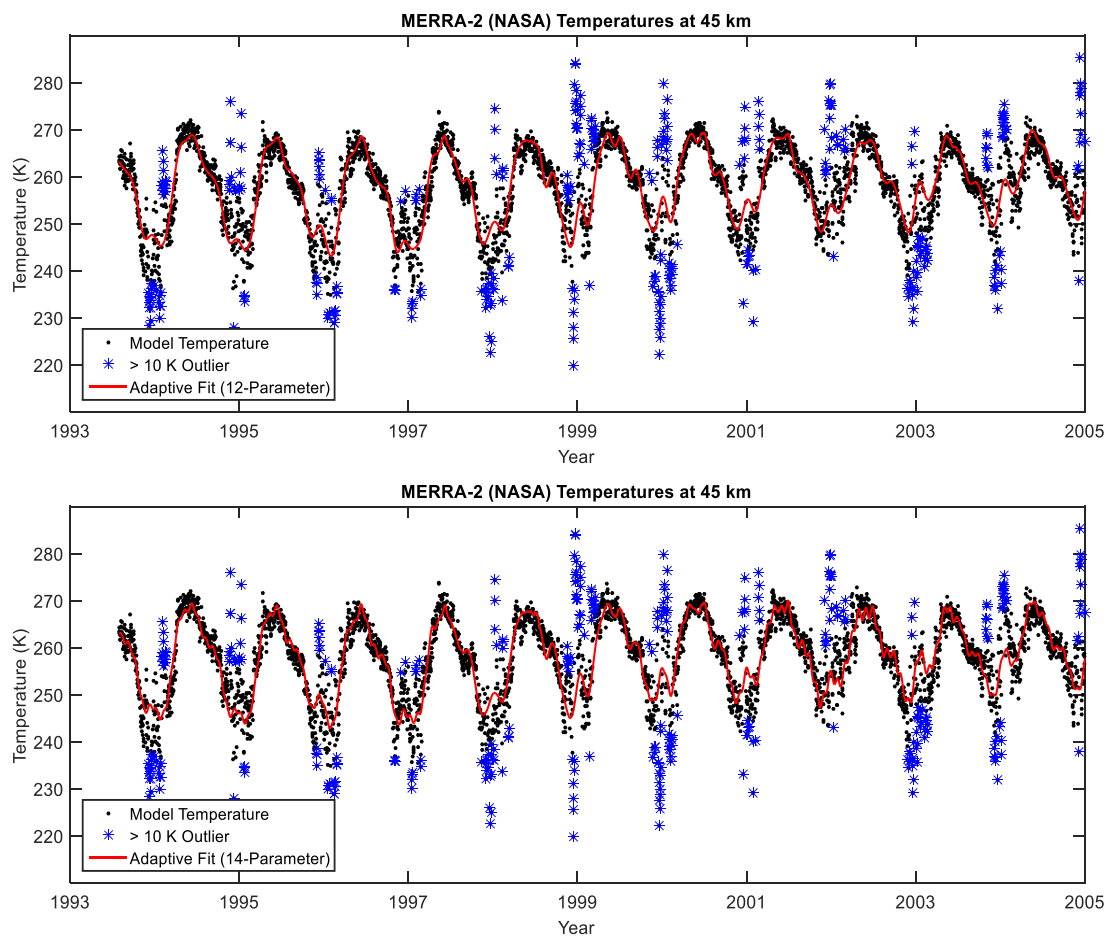 MERRA-2 (NASA) Temperatures at 45 km
280
270
260
250
240
230
220
Temperature (K)
Model Temperature
> 10 K Outlier
Adaptive Fit (12-Parameter)
1993
1995
1997
1999
2001
2003
2005
Year
MERRA-2 (NASA) Temperatures at 45 km
280
270
260
250
240
230
220
Temperature (K)
Model Temperature
> 10 K Outlier
Adaptive Fit (14-Parameter)
1993
1995
1997
1999
2001
2003
2005
Year